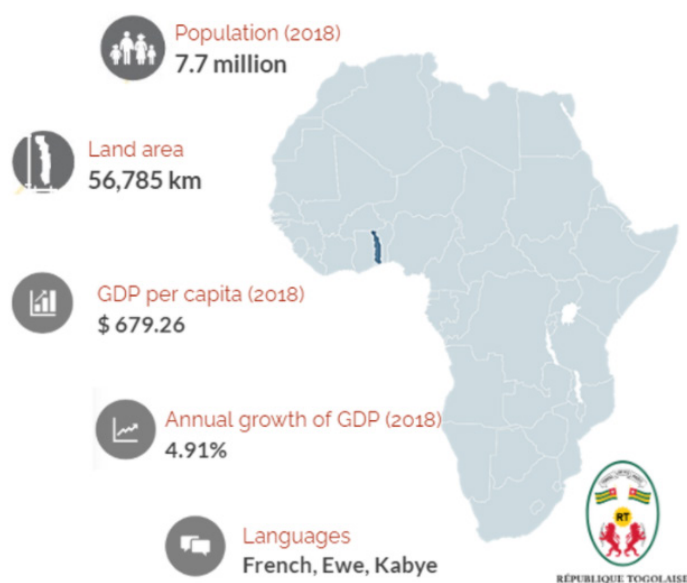 Population (2018)
7.7 million
Land area
56,785 km
GDP per capita (2018)
$ 679.26
Annual growth of GDP (2018)
4.91%
Languages
French, Ewe, Kabye
RT
RÉPUBLIQUE TOGOLAISE